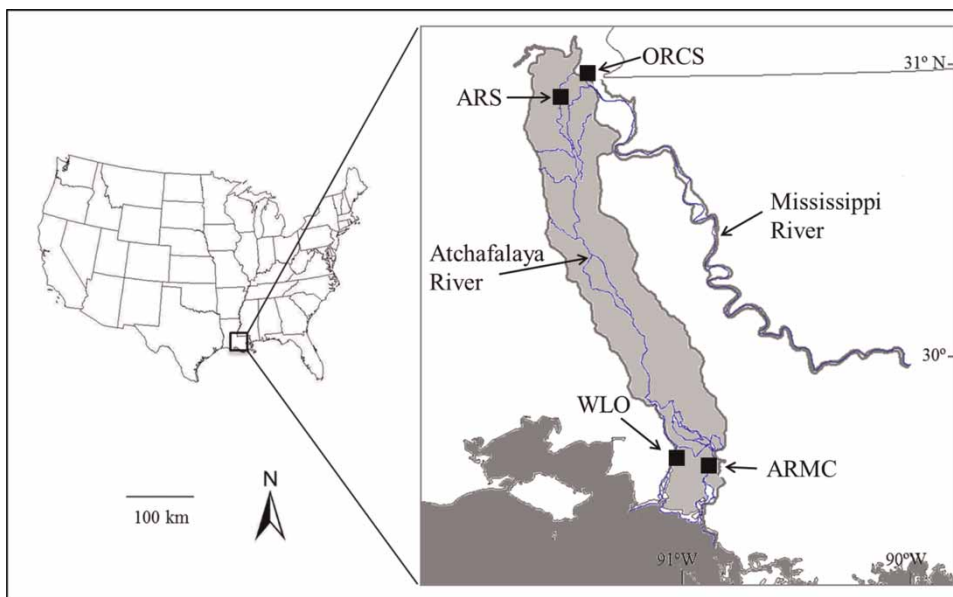 ORCS
31° N
ARS
Mississippi
River
Atchafalaya
River
30°
WLO
ARMC
100 km
N
91°W
90°W